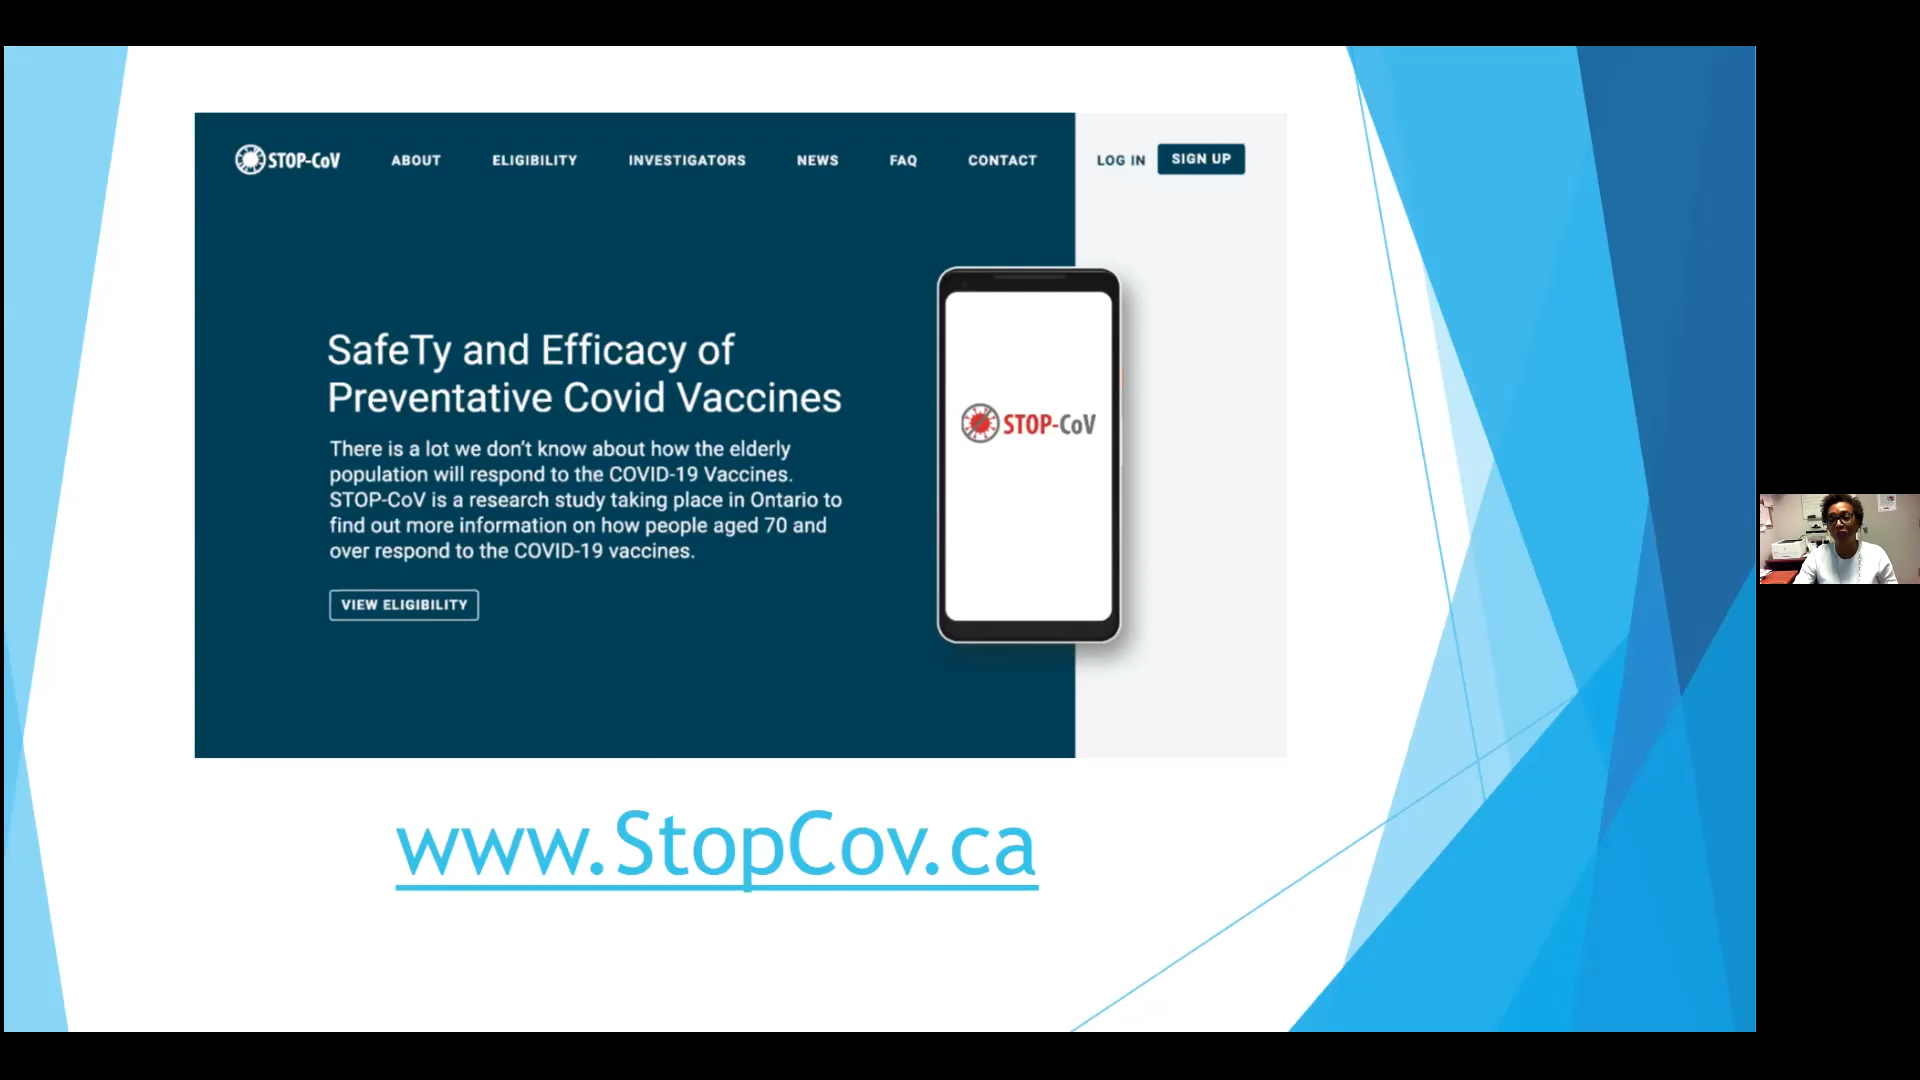 STOP-CoV ABOUT ELIGIBILITY INVESTIGATORS NEWS FAQ CONTACT LOG IN SIGN UP
SafeTy and Efficacy of
Preventative Covid Vaccines
There is a lot we don't know about how the elderly
population will respond to the COVID-19 Vaccines.
STOP-CoV is a research study taking place in Ontario to
find out more information on how people aged 70 and
over respond to the COVID-19 vaccines.
VIEW ELIGIBILITY
STOP-CoV
www.StopCov.ca